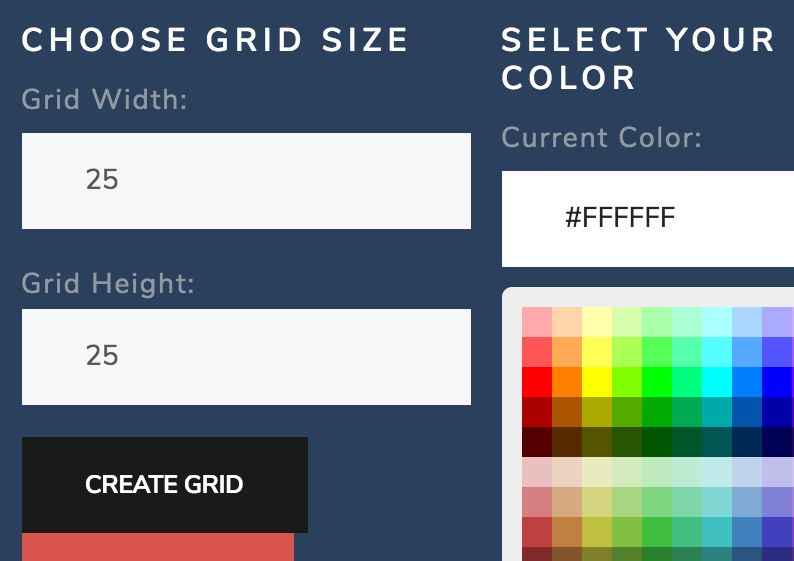 CHOOSE GRID SIZE
Grid Width:
25
Grid Height:
25
CREATE GRID
SELECT YOUR
COLOR
Current Color:
#FFFFFF